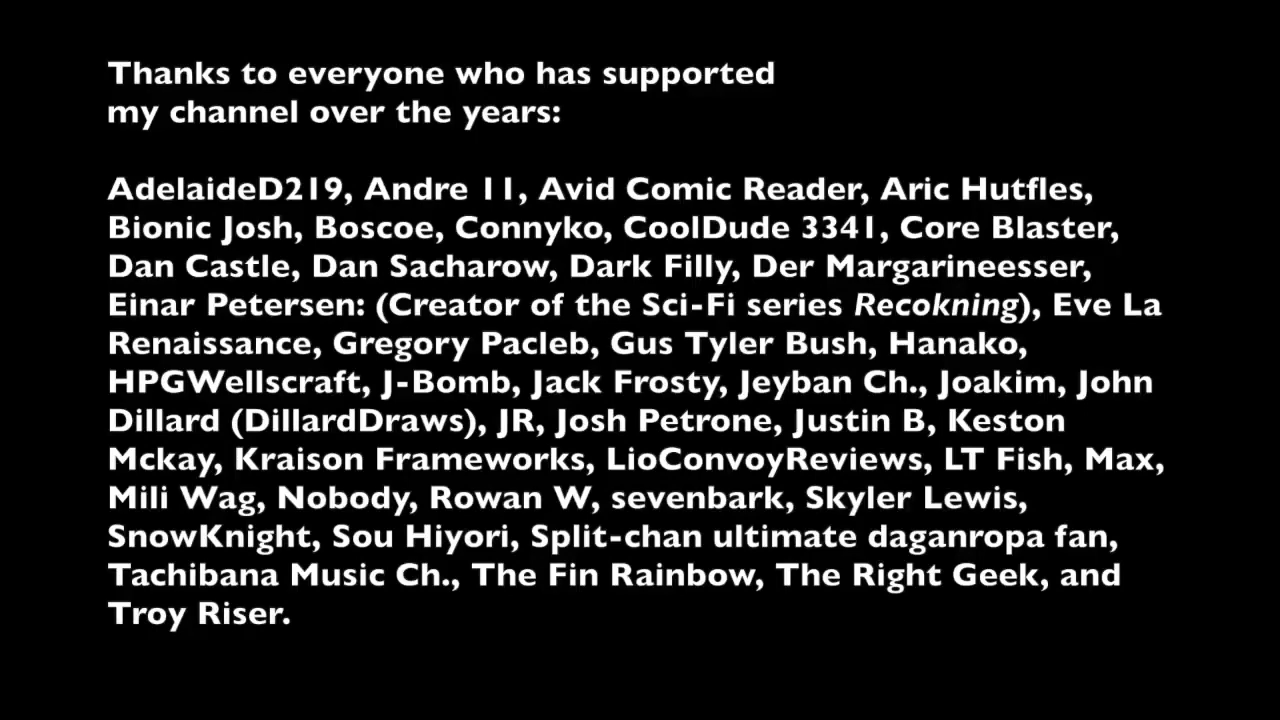 Thanks to everyone who has supported
my channel over the years:
AdelaideD219, Andre 11, Avid Comic Reader, Aric Hutfles,
Bionic Josh, Boscoe, Connyko, CoolDude 3341, Core Blaster,
Dan Castle, Dan Sacharow, Dark Filly, Der Margarineesser,
Einar Petersen: (Creator of the Sci-Fi series Recokning), Eve La
Renaissance, Gregory Pacleb, Gus Tyler Bush, Hanako,
HPGWellscraft, J-Bomb, Jack Frosty, Jeyban Ch., Joakim, John
Dillard (DillardDraws), JR, Josh Petrone, Justin B, Keston
Mckay, Kraison Frameworks, LioConvoyReviews, LT Fish, Max,
Mili Wag, Nobody, Rowan W, sevenbark, Skyler Lewis,
SnowKnight, Sou Hiyori, Split-chan ultimate daganropa fan,
Tachibana Music Ch., The Fin Rainbow, The Right Geek, and
Troy Riser.